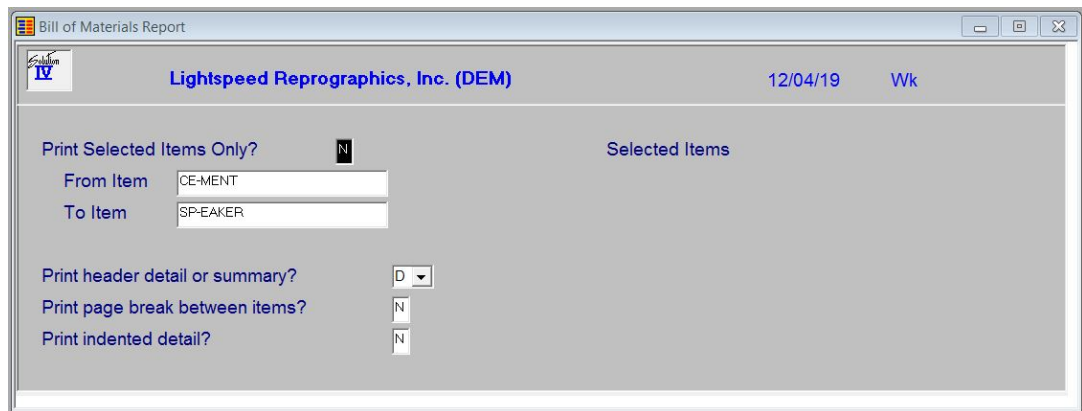 Bill of Materials Report
Solution
IV
Lightspeed Reprographics, Inc. (DEM) 12/04/19 Wk
Print Selected Items Only? N Selected Items
From Item CE-MENT
To Item SP-EAKER
Print header detail or summary? D
Print page break between items? N
Print indented detail? N